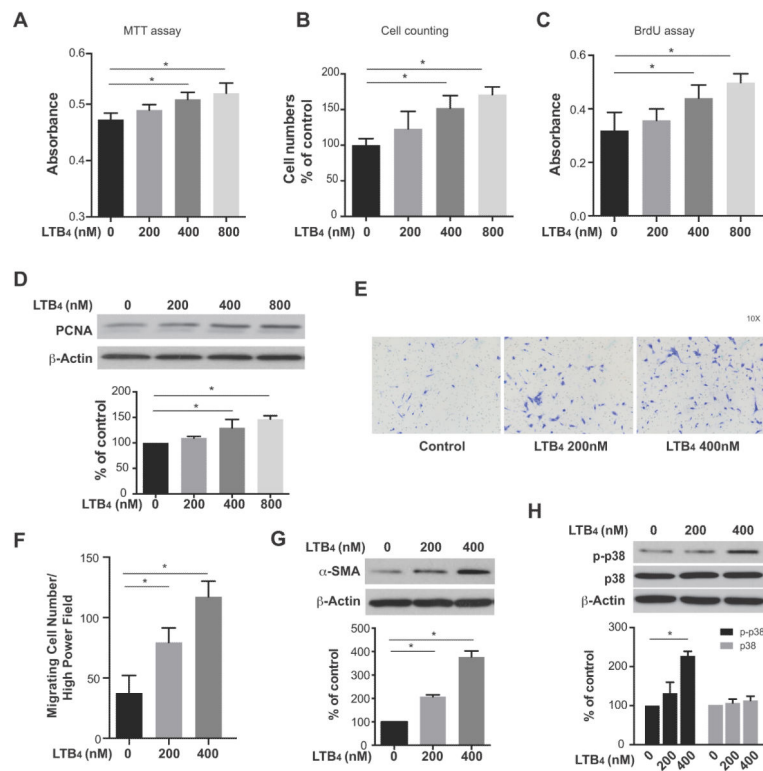 A
MTT assay
0.6
*
*
0.5
0.4
0.3
Absorbance
LTB4 (nM)
0 200 400 800
B
Cell counting
200
*
*
150
100
50
0
Cell numbers
% of control
LTB4 (nM)
0 200 400 800
C
BrdU assay
0.6
*
*
0.4
0.2
0.0
Absorbance
LTB4 (nM)
0 200 400 800
D
LTB4 (nM) 0 200 400 800
PCNA
β-Actin
200
*
*
150
100
50
0
% of control
LTB4 (nM)
0 200 400 800
E
10X
Control LTB4 200nM LTB4 400nM
F
150
*
*
100
50
0
Migrating Cell Number/
High Power Field
LTB4 (nM)
0 200 400
G
LTB4 (nM) 0 200 400
α-SMA
β-Actin
500
400
*
*
300
200
100
0
% of control
LTB4 (nM)
0 200 400
H
LTB4 (nM) 0 200 400
p-p38
p38
β-Actin
300
*
p-p38
p38
200
100
0
% of control
LTB4 (nM)
0 200 400 0 200 400